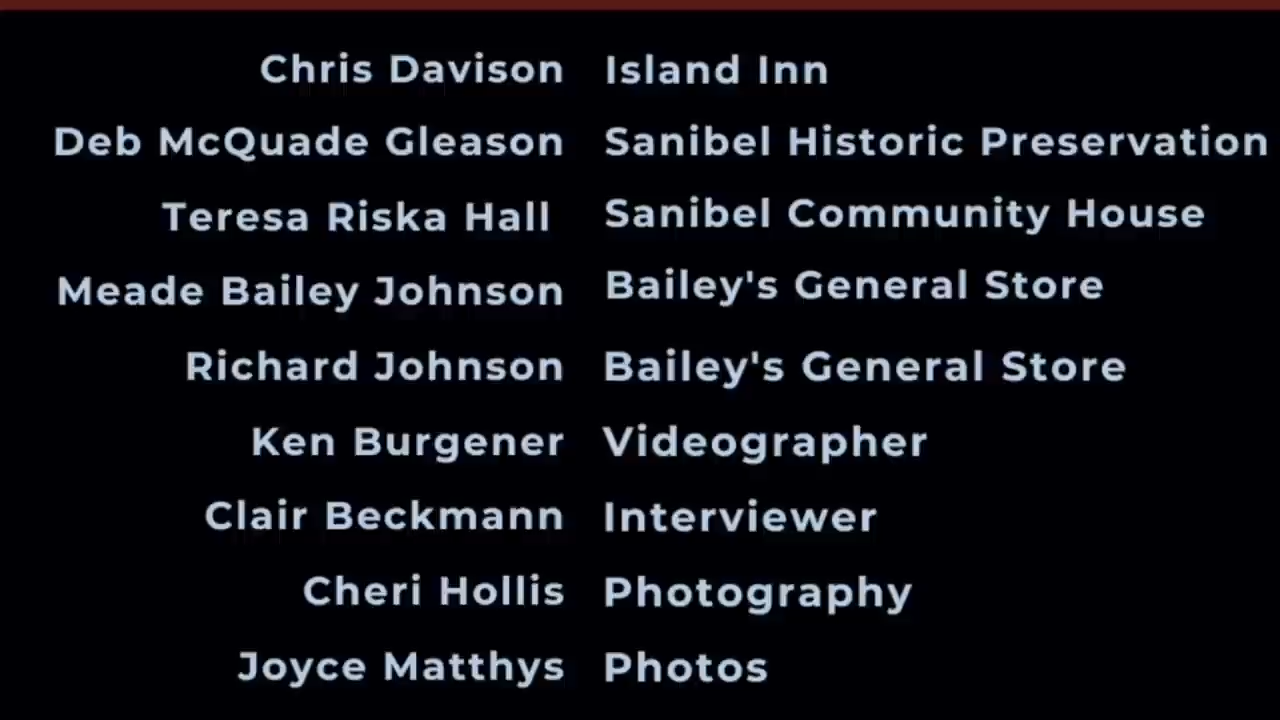 Chris Davison Island Inn
Deb McQuade Gleason Sanibel Historic Preservation
Teresa Riska Hall Sanibel Community House
Meade Bailey Johnson Bailey's General Store
Richard Johnson Bailey's General Store
Ken Burgener Videographer
Clair Beckmann Interviewer
Cheri Hollis Photography
Joyce Matthys Photos